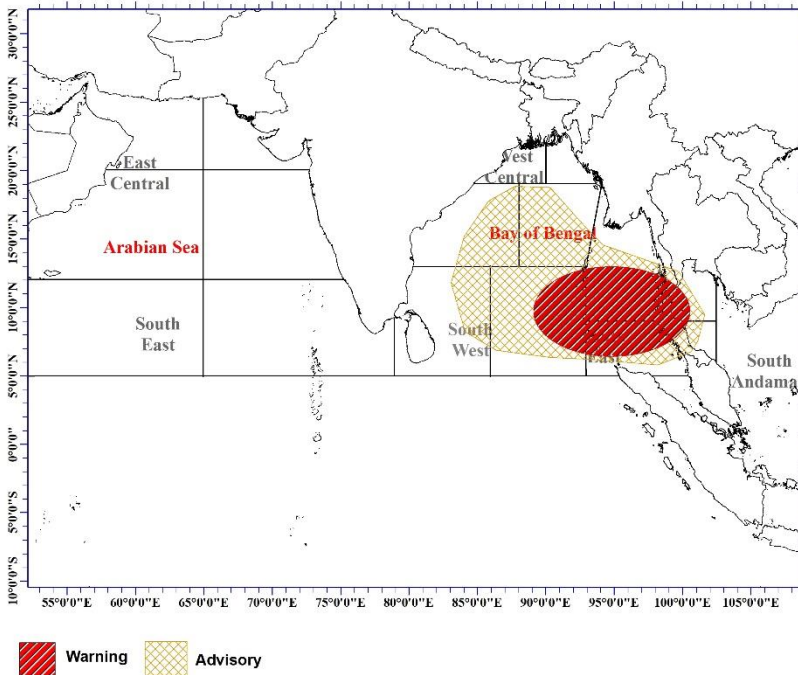 30°0'0"N
25°0'0"N
20°0'0"N
15°0'0"N
10°0'0"N
5°0'0"N
0°0'0"
5°0'0"S
10°0'0"S
East
Central
West
Central
Arabian Sea
Bay of Bengal
South
East
South
West
East
South
Andama
55°0'0"E
60°0'0"E
65°0'0"E
70°0'0"E
75°0'0"E
80°0'0"E
85°0'0"E
90°0'0"E
95°0'0"E
100°0'0"E
105°0'0"E
Warning
Advisory